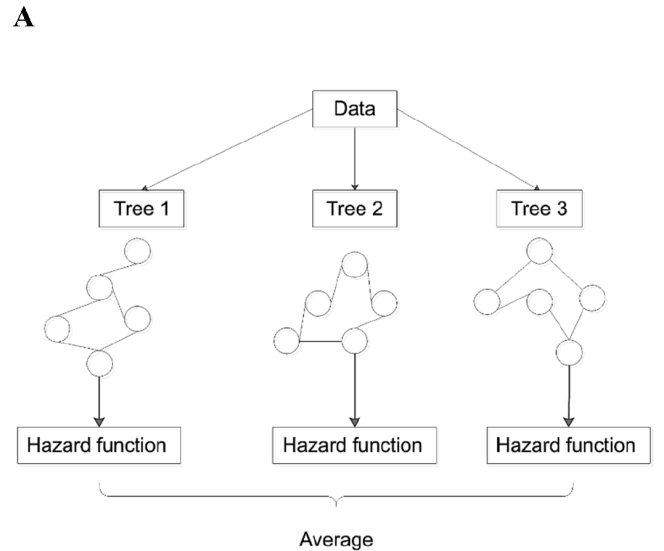 A
Data
Tree 1
Tree 2
Tree 3
Hazard function
Hazard function
Hazard function
Average